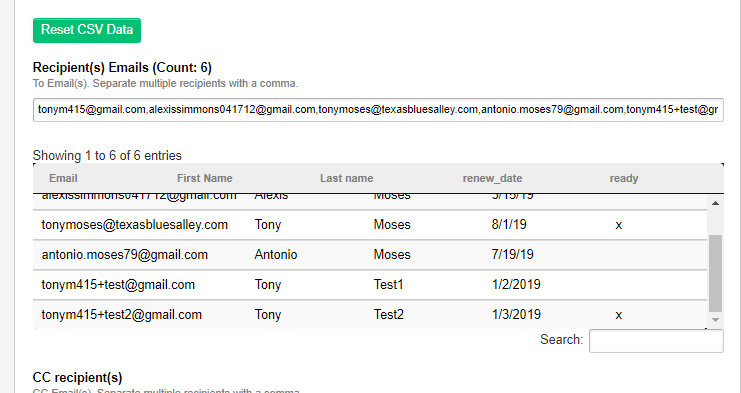 Reset CSV Data
Recipient(s) Emails (Count: 6)
To Email(s). Separate multiple recipients with a comma.
tonym415@gmail.com,alexissimmons041712@gmail.com,tonymoses@texasbluesalley.com,antonio.moses79@gmail.com,tonym415+test@gr
Showing 1 to 6 of 6 entries
Email First Name Last name renew_date ready
alexissimmons041712@gmail.com Alexis Moses 5/15/19
tonymoses@texasbluesalley.com Tony Moses 8/1/19 x
antonio.moses79@gmail.com Antonio Moses 7/19/19
tonym415+test@gmail.com Tony Test1 1/2/2019
tonym415+test2@gmail.com Tony Test2 1/3/2019 x
Search:
CC recipient(s)
CC Email(s). Separate multiple recipients with a comma.